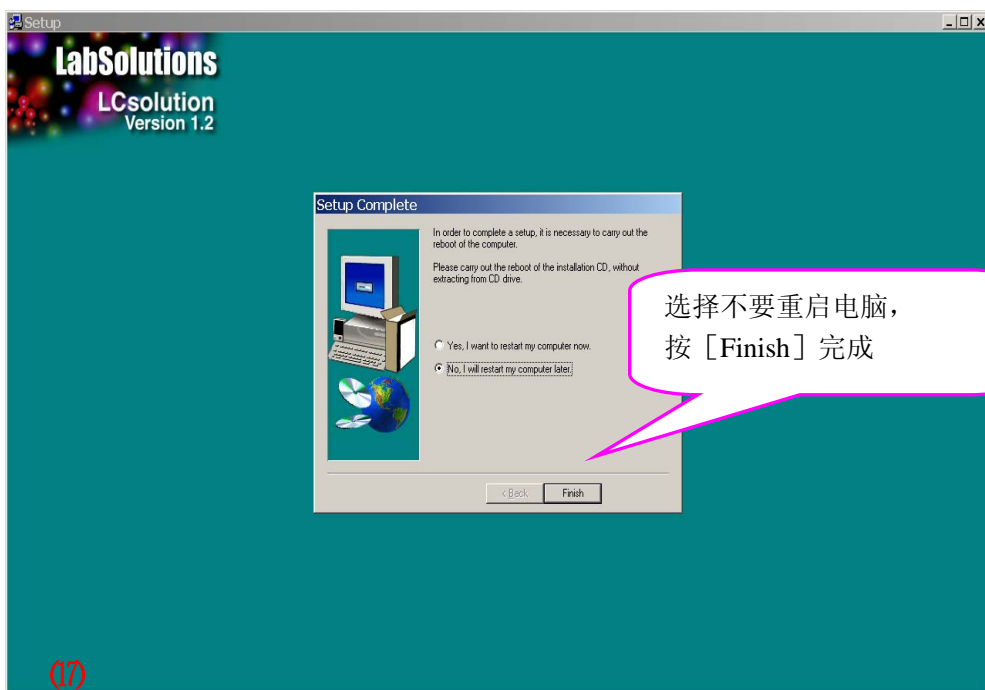 Setup
LabSolutions
LCsolution
Version 1.2
Setup Complete
In order to complete a setup, it is necessary to carry out the
reboot of the computer.
Please carry out the reboot of the installation CD, without
extracting from CD drive.
选择不要重启电脑，
按［Finish］完成
Yes, I want to restart my computer now.
No, I will restart my computer later.
< Back
Finish
(17)